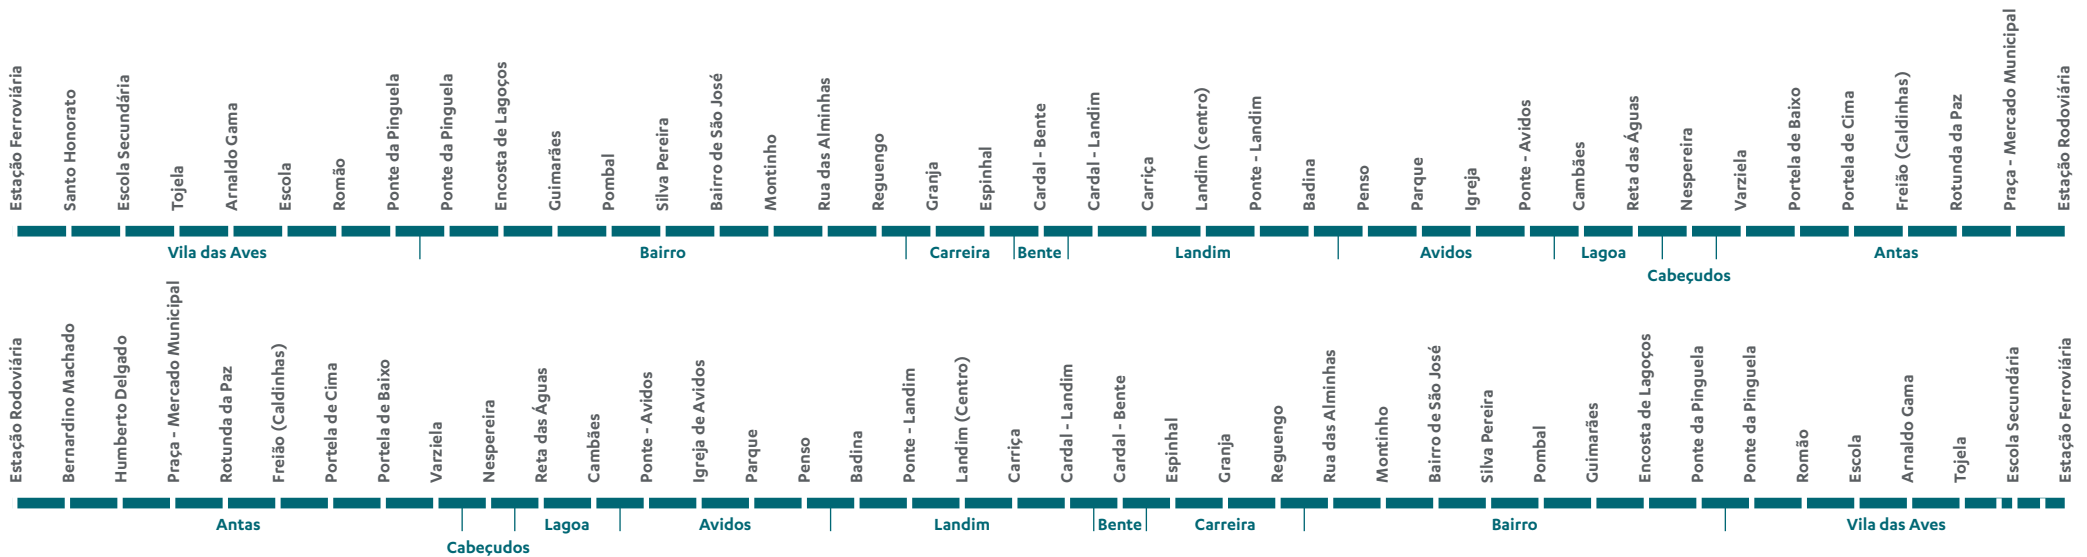 Estação Ferroviária
Santo Honorato
Escola Secundária
Tojela
Arnaldo Gama
Escola
Romão
Ponte da Pinguela
Ponte da Pinguela
Encosta de Lagoços
Guimarães
Pombal
Silva Pereira
Bairro de São José
Montinho
Rua das Alminhas
Reguengo
Granja
Espinhal
Cardal - Bente
Cardal - Landim
Carriça
Landim (centro)
Ponte - Landim
Badina
Penso
Parque
Igreja
Ponte - Avidos
Cambães
Reta das Águas
Nespereira
Varziela
Portela de Baixo
Portela de Cima
Freião (Caldinhas)
Rotunda da Paz
Praça - Mercado Municipal
Estação Rodoviária
Vila das Aves
Bairro
Carreira
Bente
Landim
Avidos
Lagoa
Cabeçudos
Antas
Estação Rodoviária
Bernardino Machado
Humberto Delgado
Praça - Mercado Municipal
Rotunda da Paz
Freião (Caldinhas)
Portela de Cima
Portela de Baixo
Varziela
Nespereira
Reta das Águas
Cambães
Ponte - Avidos
Igreja de Avidos
Parque
Penso
Badina
Ponte - Landim
Landim (Centro)
Carriça
Cardal - Landim
Cardal - Bente
Espinhal
Granja
Reguengo
Rua das Alminhas
Montinho
Bairro de São José
Silva Pereira
Pombal
Guimarães
Encosta de Lagoços
Ponte da Pinguela
Ponte da Pinguela
Romão
Escola
Arnaldo Gama
Tojela
Escola Secundária
Estação Ferroviária
Antas
Cabeçudos
Lagoa
Avidos
Landim
Bente
Carreira
Bairro
Vila das Aves